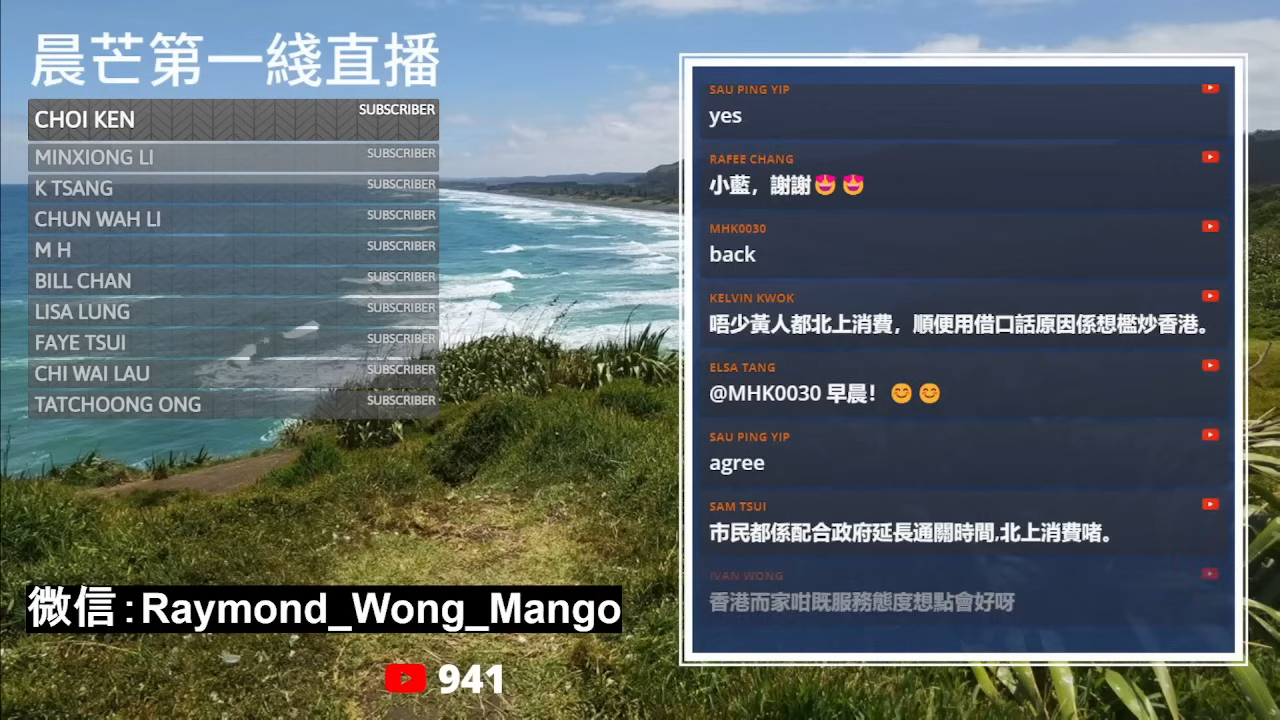 晨芒第一綫直播
CHOI KEN SUBSCRIBER
MINXIONG LI SUBSCRIBER
K TSANG SUBSCRIBER
CHUN WAH LI SUBSCRIBER
M H SUBSCRIBER
BILL CHAN SUBSCRIBER
LISA LUNG SUBSCRIBER
FAYE TSUI SUBSCRIBER
CHI WAI LAU SUBSCRIBER
TATCHOONG ONG SUBSCRIBER
微信:Raymond_Wong_Mango
941
SAU PING YIP
yes
RAFEE CHANG
小藍，謝謝🤩 🤩
MHK0030
back
KELVIN KWOK
唔少黃人都北上消費，順便用借口話原因係想檻炒香港。
ELSA TANG
@MHK0030 早晨！ 😊 😊
SAU PING YIP
agree
SAM TSUI
市民都係配合政府延長通關時間,北上消費啫。
IVAN WONG
香港而家咁既服務態度想點會好呀